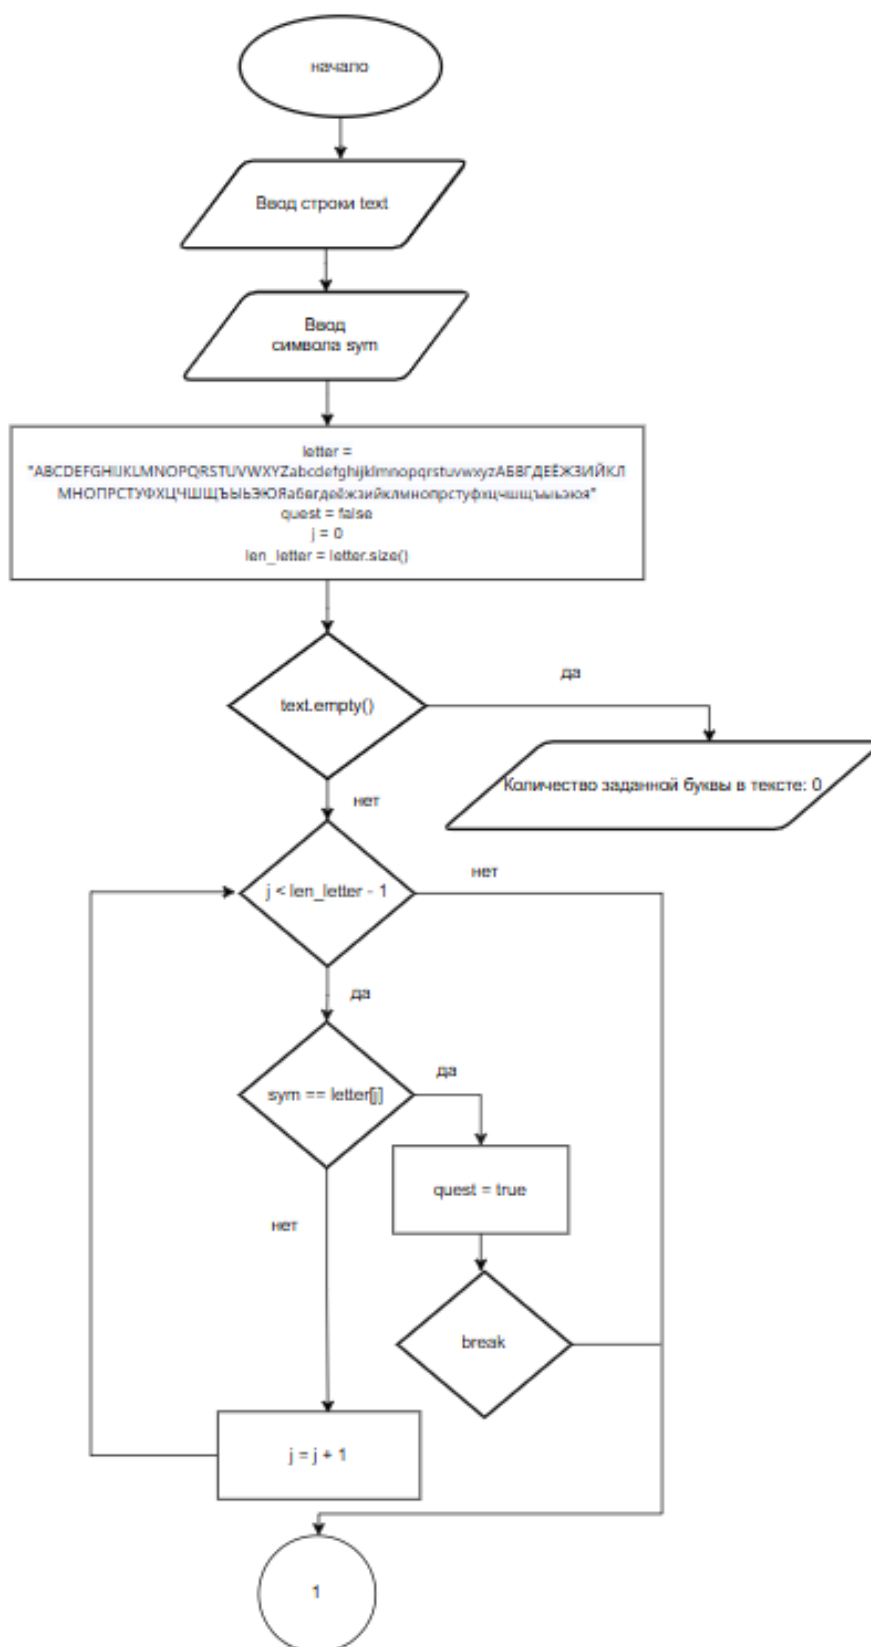 начало
Ввод строки text
Ввод
символа sym
letter =
"ABCDEFGHIJKLMNOPQRSTUVWXYZabcdefghijklmnopqrstuvwxyzАБВГДЕЁЖЗИЙКЛ
МНОПРСТУФХЦЧШЩЪЫЬЭЮЯабвгдеёжзийклмнопрстуфхцчшщъыьэюя"
quest = false
j = 0
len_letter = letter.size()
text.empty()
да
Количество заданной буквы в тексте: 0
нет
j < len_letter - 1
нет
да
sym == letter[j]
да
quest = true
нет
break
j = j + 1
1